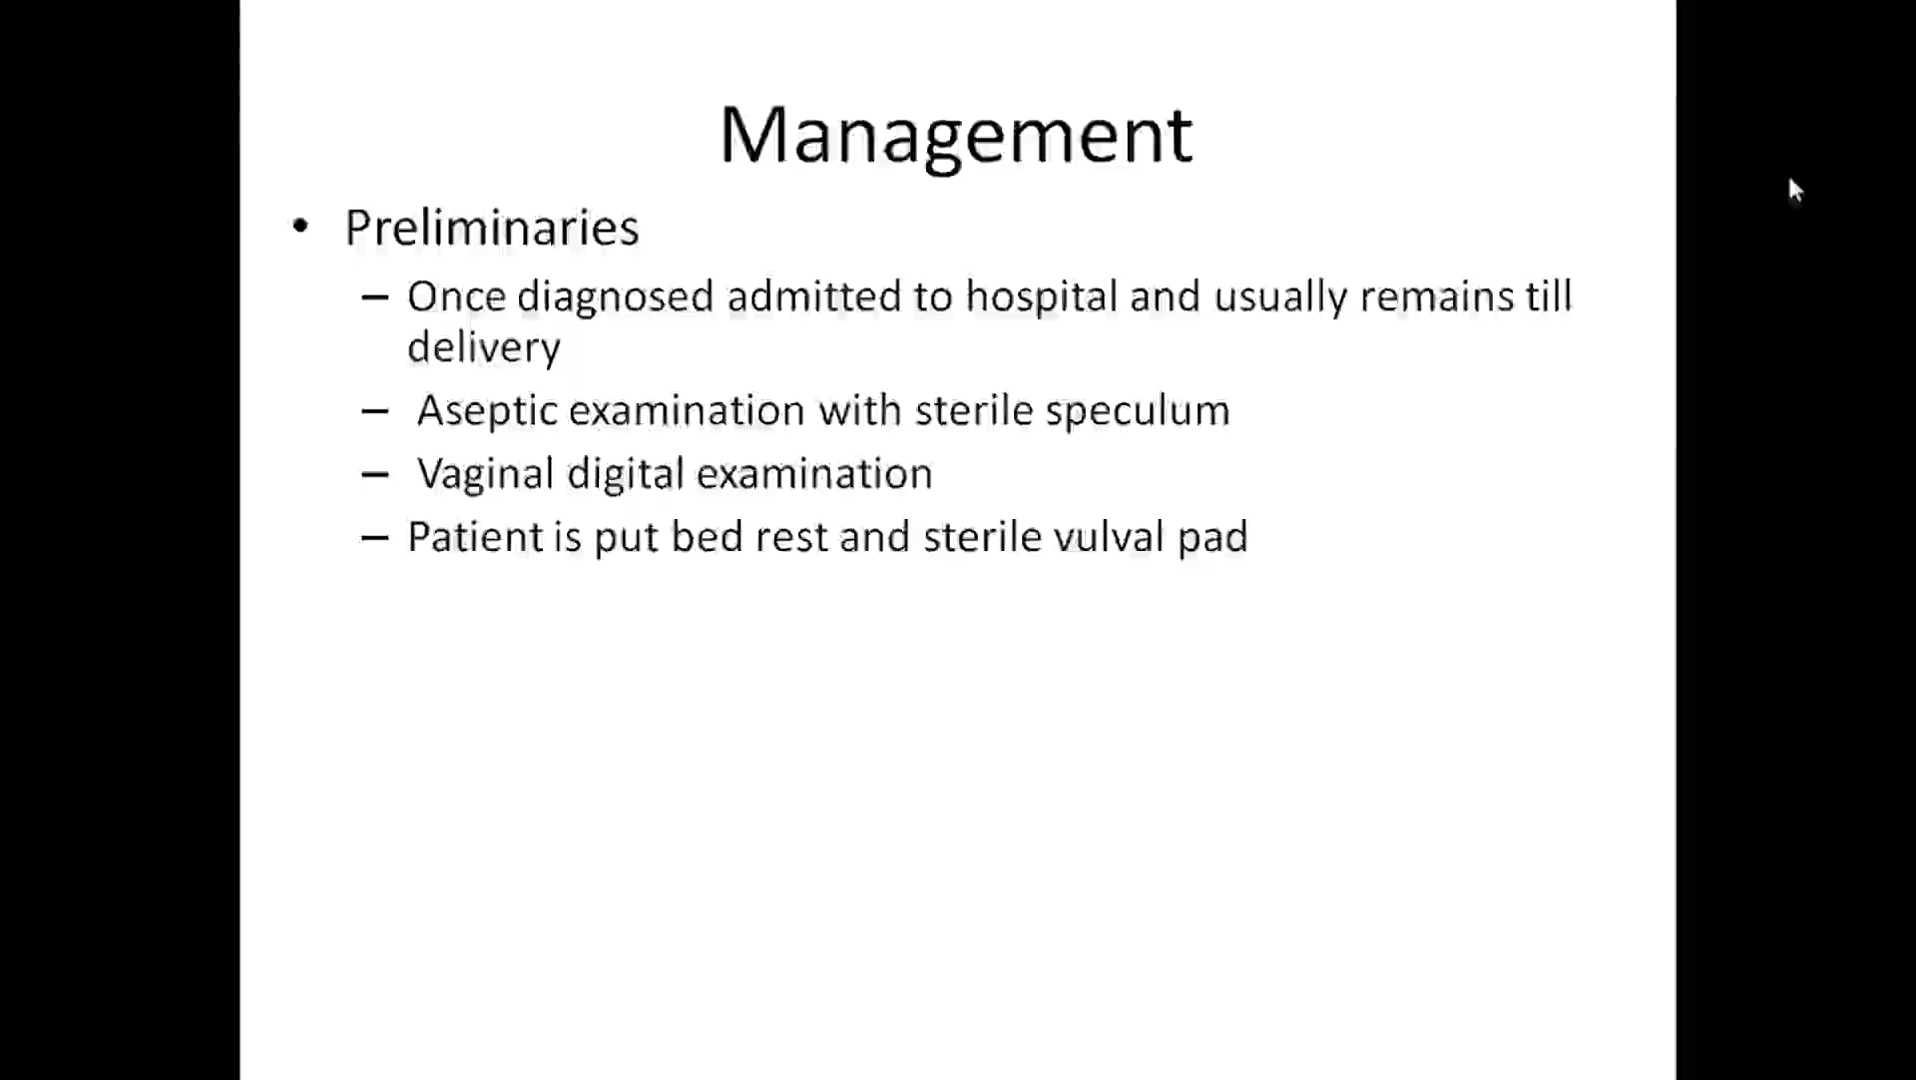 Management
• Preliminaries
– Once diagnosed admitted to hospital and usually remains till
delivery
– Aseptic examination with sterile speculum
– Vaginal digital examination
– Patient is put bed rest and sterile vulval pad